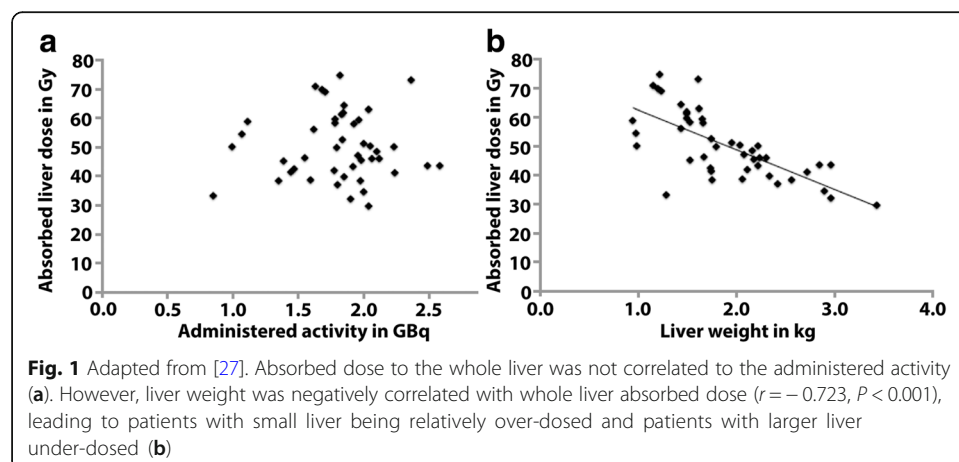 a
b
80
70
60
50
40
30
20
10
0
Absorbed liver dose in Gy
0.0 0.5 1.0 1.5 2.0 2.5
Administered activity in GBq
80
70
60
50
40
30
20
10
0
Absorbed liver dose in Gy
0.0 1.0 2.0 3.0 4.0
Liver weight in kg
Fig. 1 Adapted from [27]. Absorbed dose to the whole liver was not correlated to the administered activity
(a). However, liver weight was negatively correlated with whole liver absorbed dose (r = − 0.723, P < 0.001),
leading to patients with small liver being relatively over-dosed and patients with larger liver
under-dosed (b)